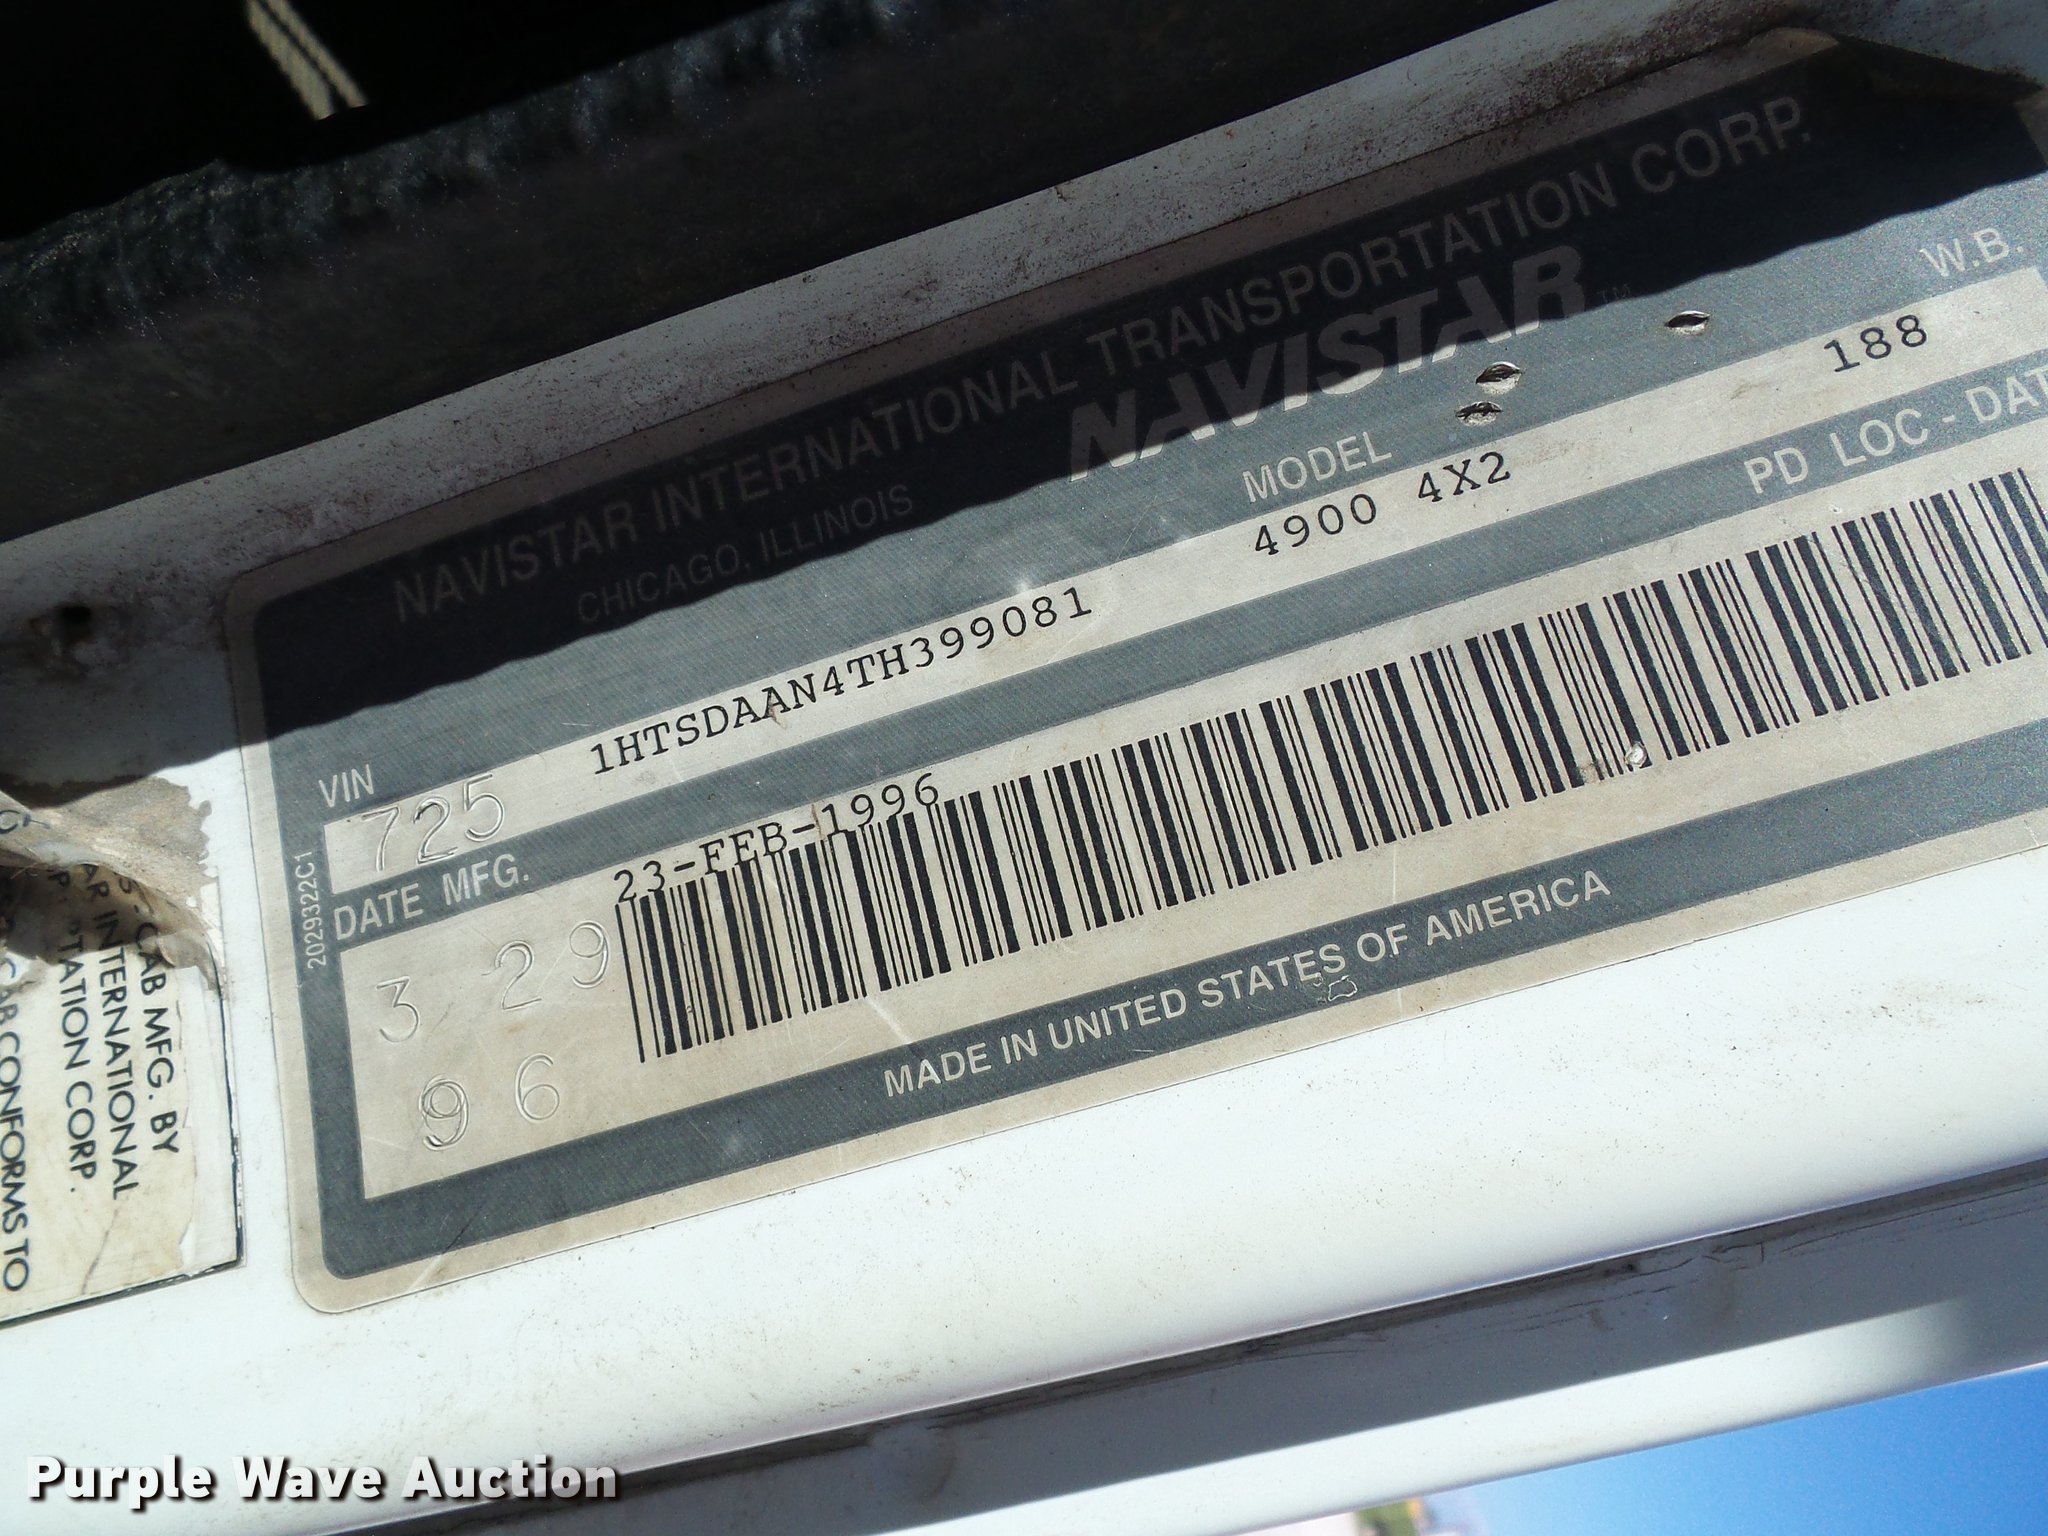 NAVISTAR INTERNATIONAL TRANSPORTATION CORP.
CHICAGO, ILLINOIS
NAVISTAR™
VIN
MODEL
W.B.
725
1HTSDAAN4TH399081
4900 4X2
188
DATE MFG.
PD LOC - DAT
23-FEB-1996
3 29
96
MADE IN UNITED STATES OF AMERICA
2029322C1
-CAB MFG. BY
AR INTERNATIONAL
TATION CORP.
CAB CONFORMS TO
Purple Wave Auction